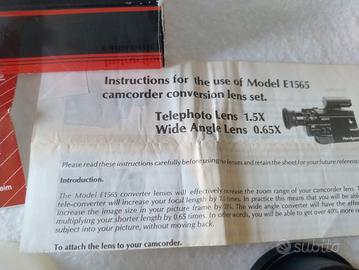 Instructions for the use of Model E1565
camcorder conversion lens set.
Telephoto Lens 1.5X
Wide Angle Lens 0.65X
Please read these instructions carefully before using the lenses and retain the sheet for your future reference
Introduction.
The Model E1565 converter lenses will effectively increase the zoom range of your camcorder lens.
tele-converter will increase your focal length by 1.5 times. In practice this means that you will be able
increase the image size in your picture frame by The wide angle converter will have the effe
multiplying your shorter length by 0.65 times. In other words, you will be able to get over 40% more
subject into your picture, without moving back.
To attach the lens to your camcorder.
eim
subito